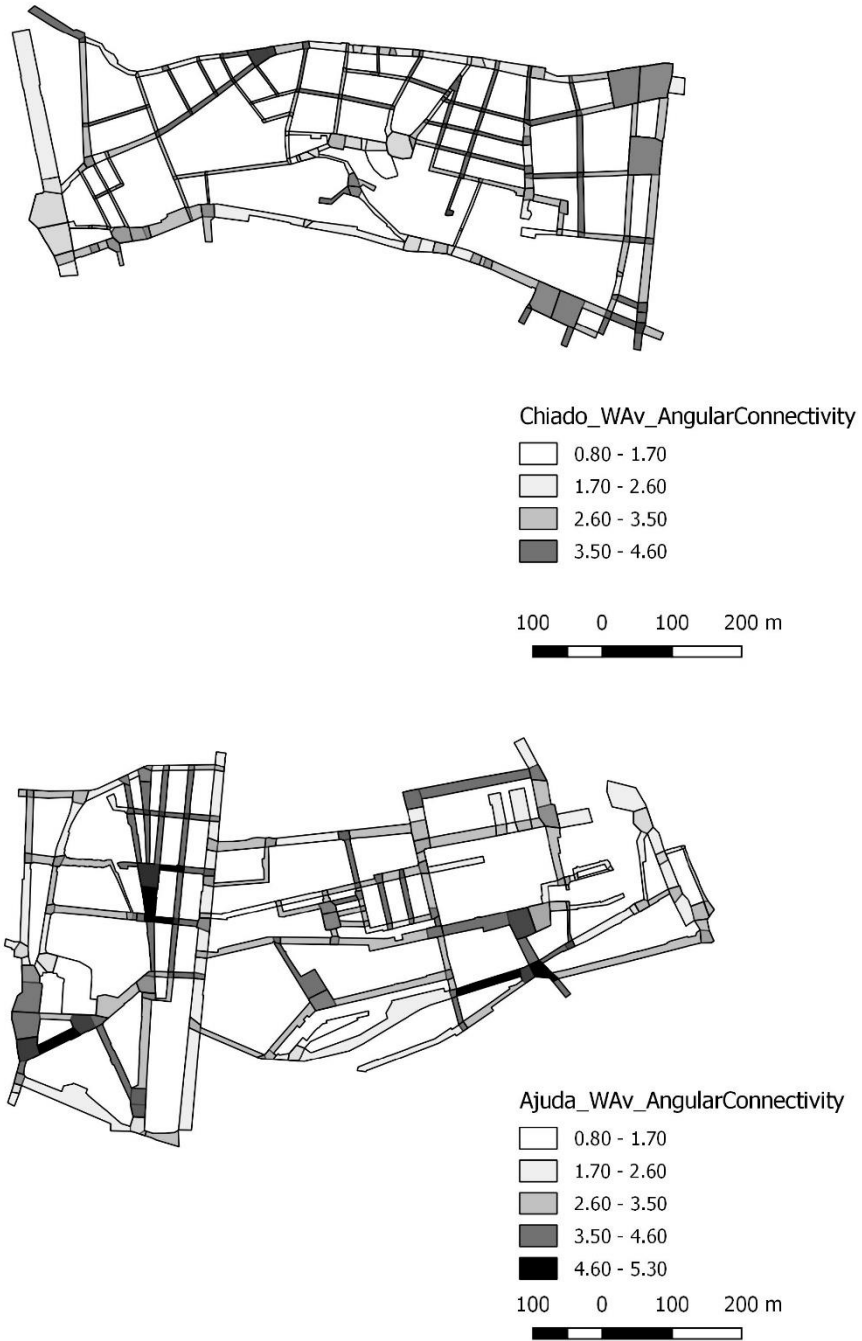 Chiado_WAv_AngularConnectivity
0.80 - 1.70
1.70 - 2.60
2.60 - 3.50
3.50 - 4.60
100 0 100 200 m
Ajuda_WAv_AngularConnectivity
0.80 - 1.70
1.70 - 2.60
2.60 - 3.50
3.50 - 4.60
4.60 - 5.30
100 0 100 200 m